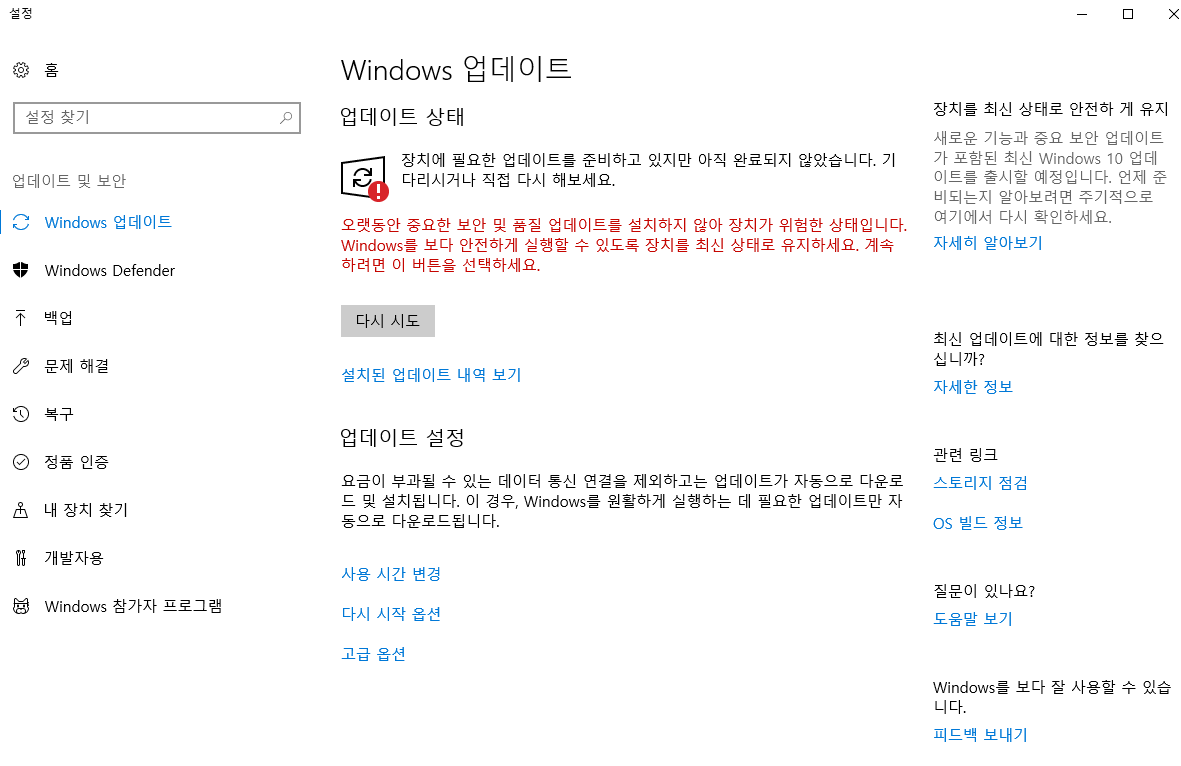 설정
홈
설정 찾기
업데이트 및 보안
Windows 업데이트
Windows Defender
백업
문제 해결
복구
정품 인증
내 장치 찾기
개발자용
Windows 참가자 프로그램
Windows 업데이트
업데이트 상태
장치에 필요한 업데이트를 준비하고 있지만 아직 완료되지 않았습니다. 기
다리시거나 직접 다시 해보세요.
오랫동안 중요한 보안 및 품질 업데이트를 설치하지 않아 장치가 위험한 상태입니다.
Windows를 보다 안전하게 실행할 수 있도록 장치를 최신 상태로 유지하세요. 계속
하려면 이 버튼을 선택하세요.
다시 시도
설치된 업데이트 내역 보기
업데이트 설정
요금이 부과될 수 있는 데이터 통신 연결을 제외하고는 업데이트가 자동으로 다운로
드 및 설치됩니다. 이 경우, Windows를 원활하게 실행하는 데 필요한 업데이트만 자
동으로 다운로드됩니다.
사용 시간 변경
다시 시작 옵션
고급 옵션
장치를 최신 상태로 안전하 게 유지
새로운 기능과 중요 보안 업데이트
가 포함된 최신 Windows 10 업데
이트를 출시할 예정입니다. 언제 준
비되는지 알아보려면 주기적으로
여기에서 다시 확인하세요.
자세히 알아보기
최신 업데이트에 대한 정보를 찾으
십니까?
자세한 정보
관련 링크
스토리지 점검
OS 빌드 정보
질문이 있나요?
도움말 보기
Windows를 보다 잘 사용할 수 있습
니다.
피드백 보내기